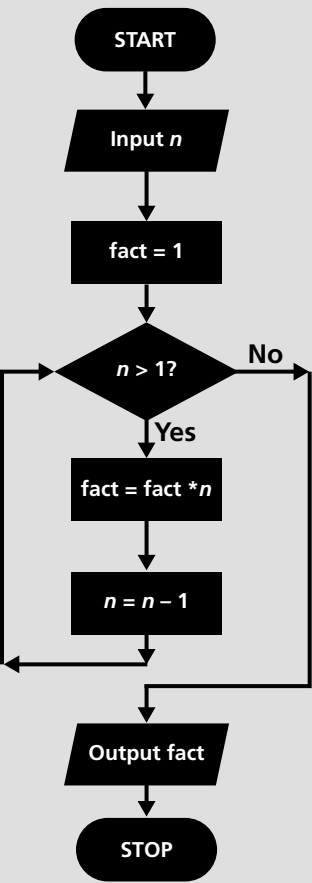 START
Input n
fact = 1
n > 1?
No
Yes
fact = fact *n
n = n – 1
Output fact
STOP